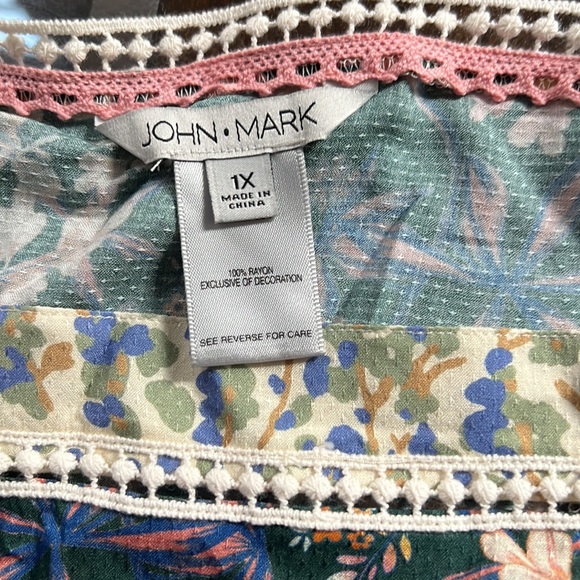 JOHN • MARK
1X
MADE IN
CHINA
100% RAYON
EXCLUSIVE OF DECORATION
SEE REVERSE FOR CARE